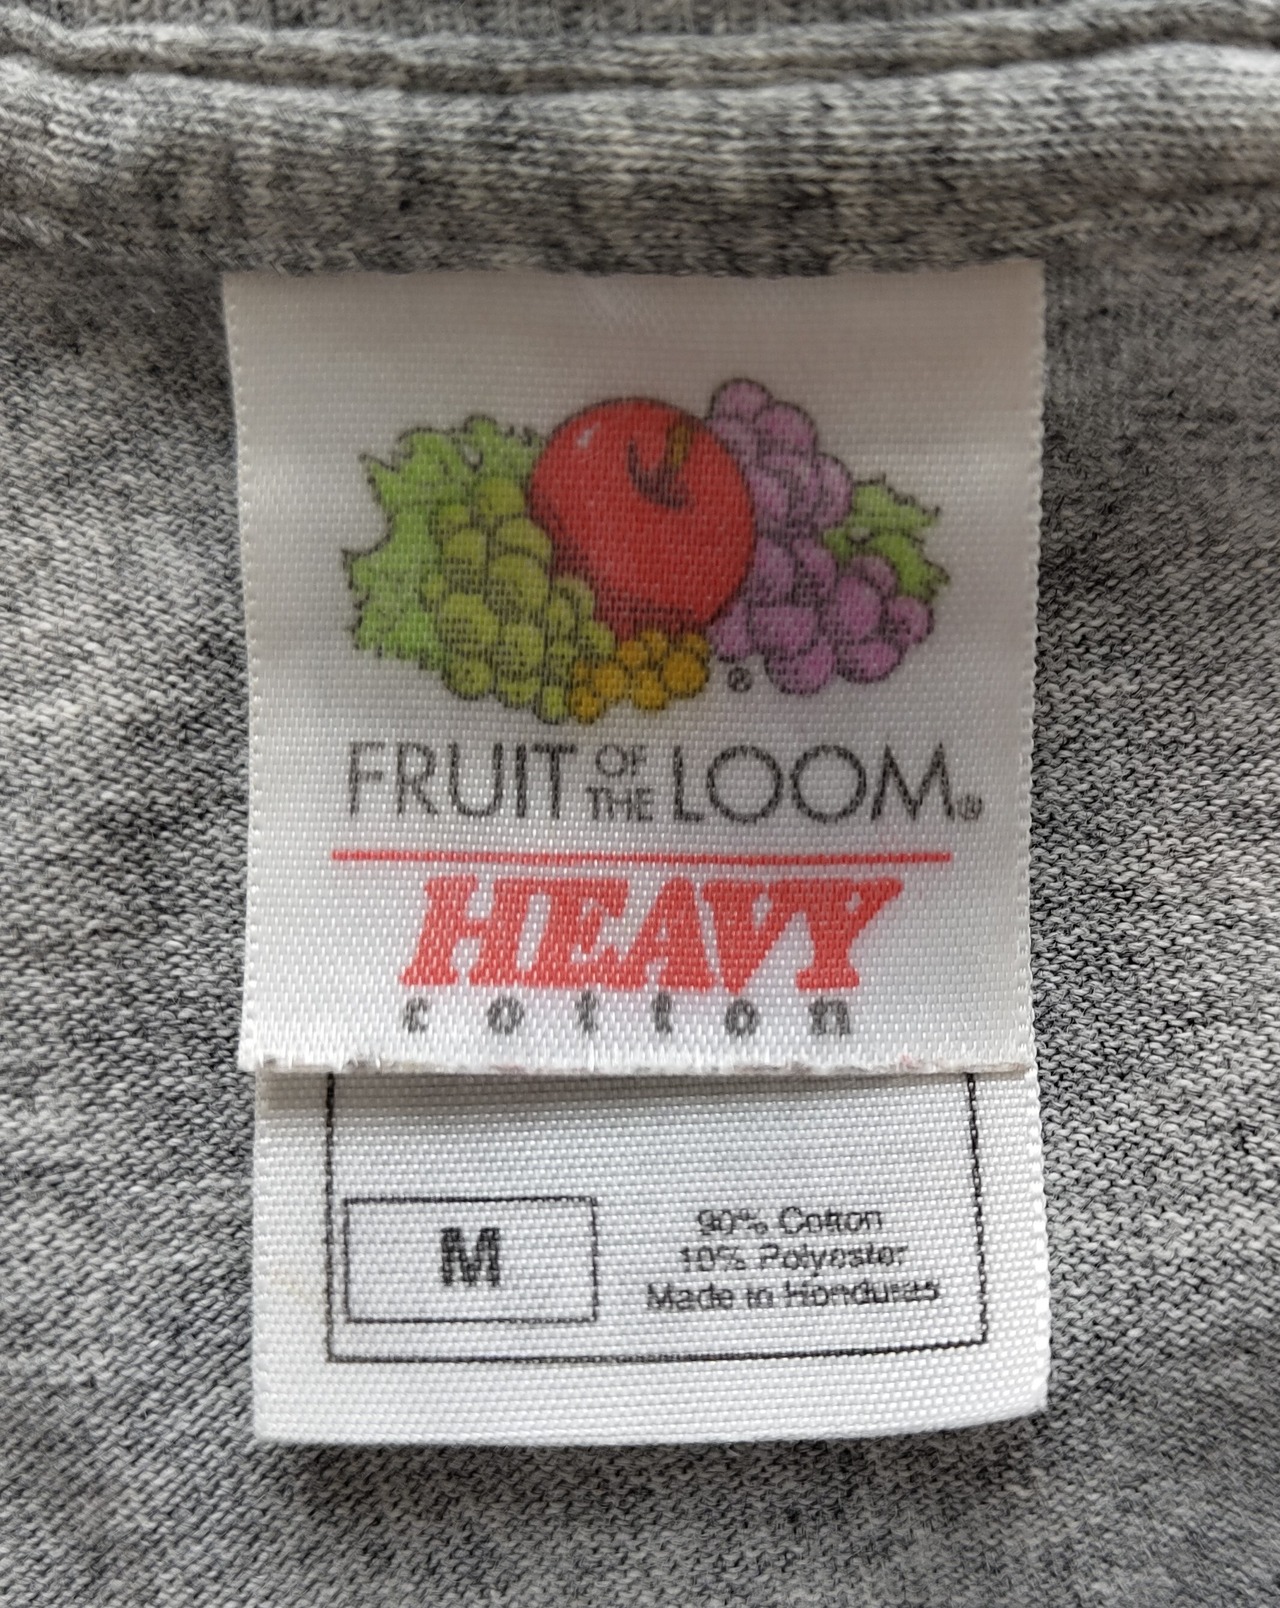 ®
FRUIT OF THE LOOM®
HEAVY
cotton
M
90% Cotton
10% Polyester
Made in Honduras